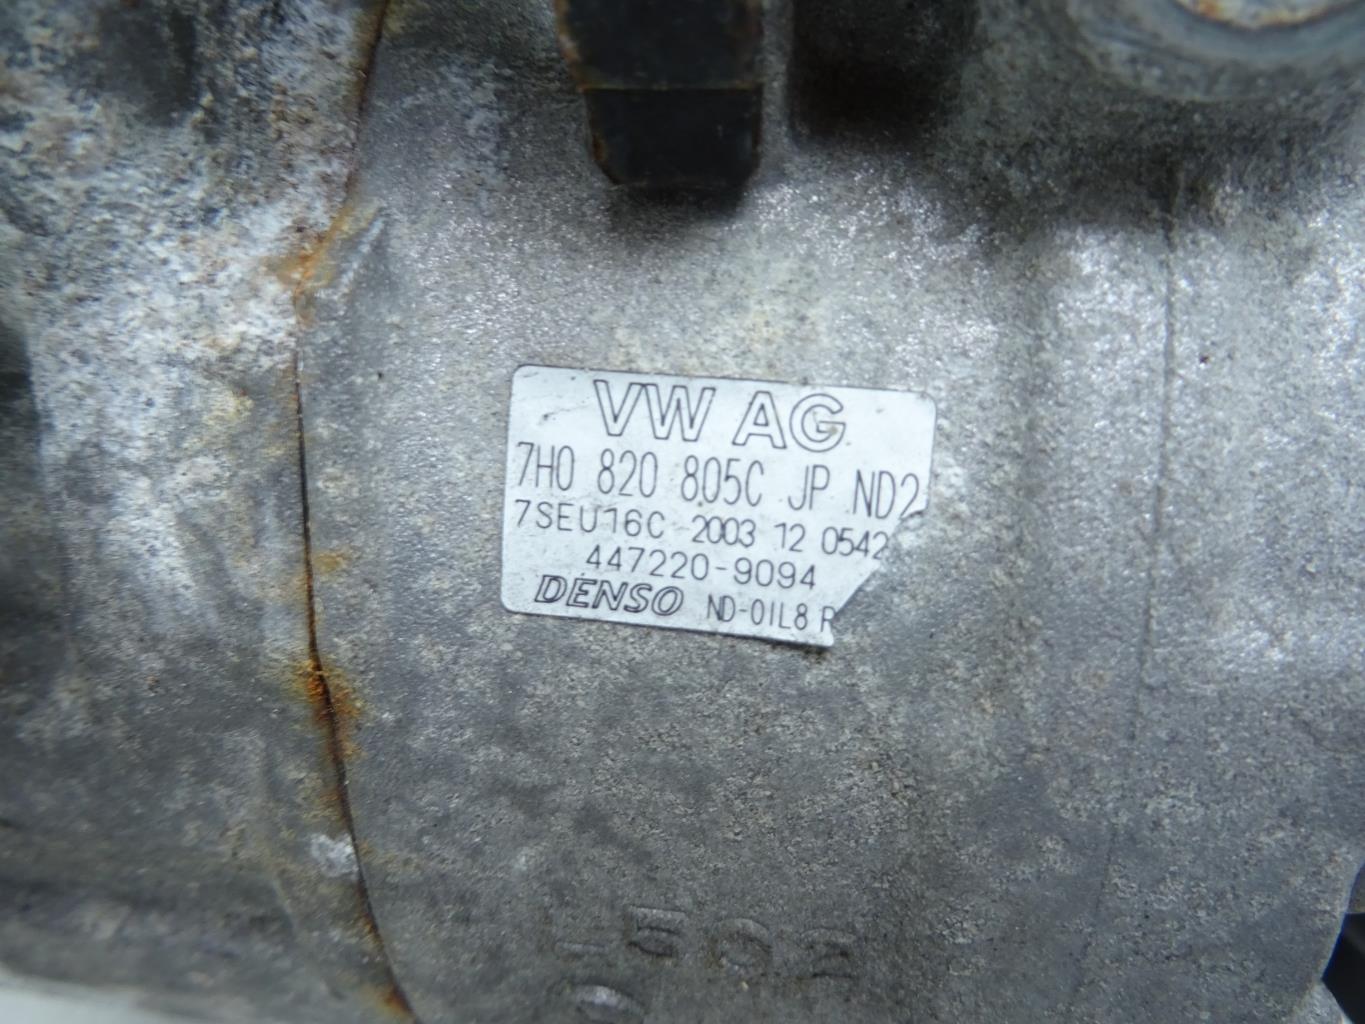 VW AG
7H0 820 805C JP ND2
7SEU16C 2003 12 0542
447220-9094
DENSO ND-OIL8